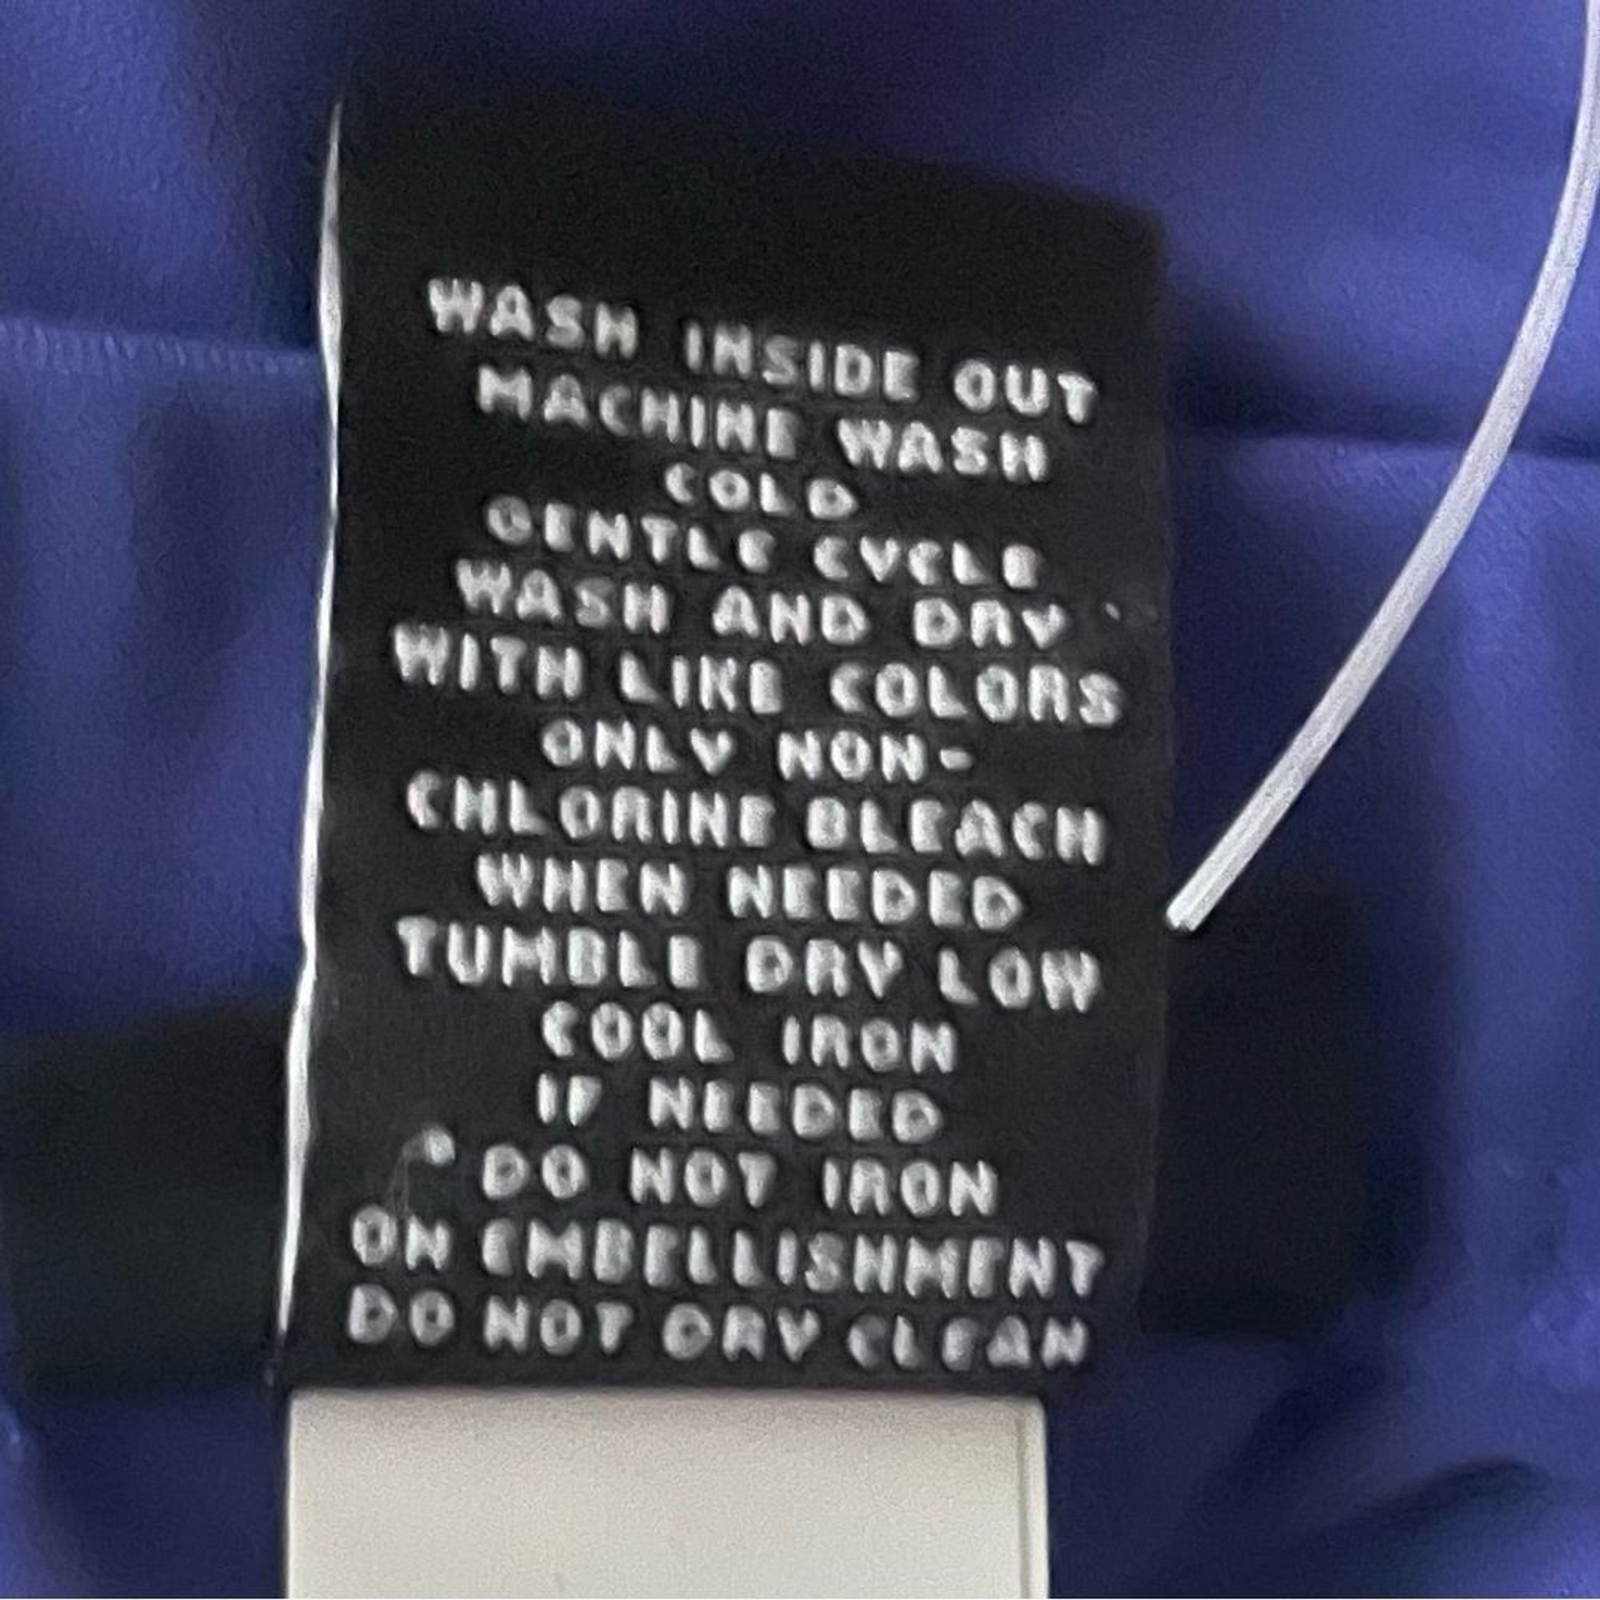 WASH INSIDE OUT
MACHINE WASH
COLD
GENTLE CYCLE
WASH AND DRY
WITH LIKE COLORS
ONLY NON-
CHLORINE BLEACH
WHEN NEEDED
TUMBLE DRY LOW
COOL IRON
IF NEEDED
DO NOT IRON
ON EMBELLISHMENT
DO NOT DRY CLEAN